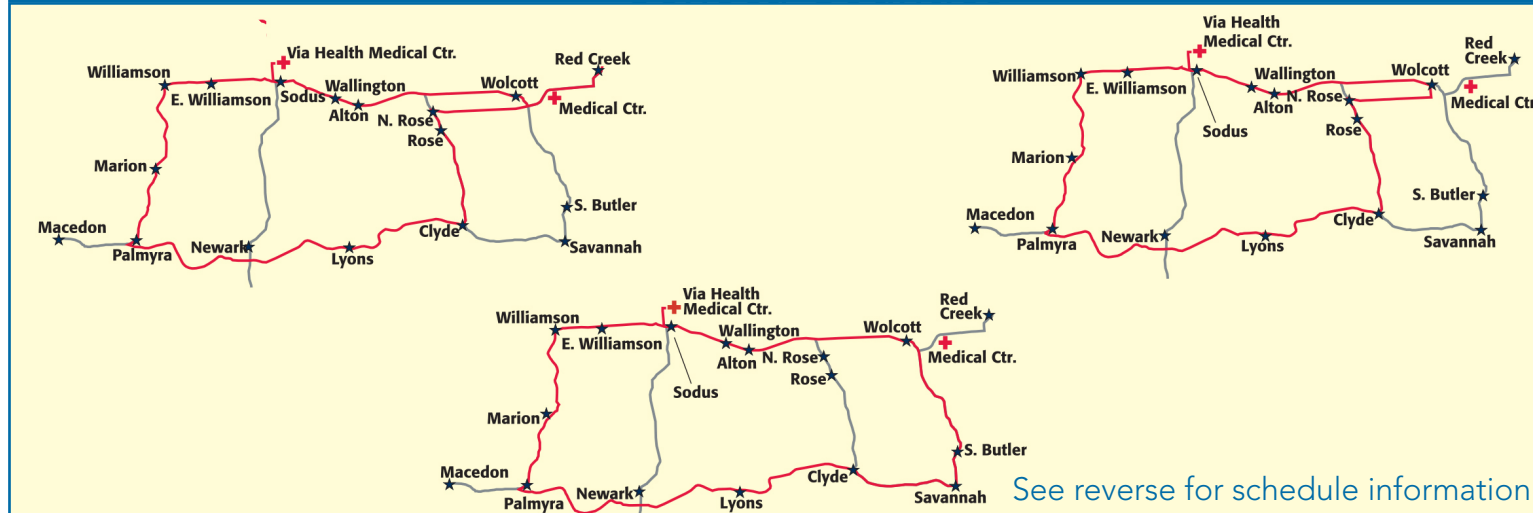 Via Health Medical Ctr.
Red Creek
Williamson
E. Williamson
Sodus
Wallington
Alton
Wolcott
Medical Ctr.
N. Rose
Rose
Marion
S. Butler
Macedon
Palmyra
Newark
Lyons
Clyde
Savannah
Via Health
Medical Ctr.
Red
Creek
Williamson
E. Williamson
Wallington
Alton
Wolcott
N. Rose
Medical Ctr.
Sodus
Rose
Marion
S. Butler
Macedon
Palmyra
Newark
Lyons
Clyde
Savannah
Via Health
Medical Ctr.
Red
Creek
Williamson
E. Williamson
Wallington
Alton
Wolcott
N. Rose
Medical Ctr.
Rose
Sodus
Marion
S. Butler
Macedon
Palmyra
Newark
Lyons
Clyde
Savannah
See reverse for schedule information